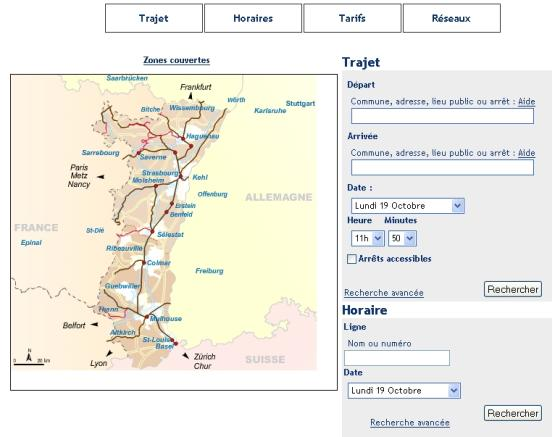 Trajet
Horaires
Tarifs
Réseaux
Zones couvertes
Saarbrücken
Frankfurt
Bitche
Wissembourg
Wörth
Karlsruhe
Stuttgart
Haguenau
Sarrebourg
Saverne
Paris
Metz
Nancy
Strasbourg
Molsheim
Kehl
Offenburg
ALLEMAGNE
Erstein
Benfeld
FRANCE
St-Dié
Epinal
Sélestat
Ribeauvillé
Colmar
Freiburg
Guebwiller
Thann
Belfort
Mulhouse
Altkirch
St-Louis
Basel
Lyon
Zürich
Chur
SUISSE
N
0 20 km
Trajet
Départ
Commune, adresse, lieu public ou arrêt : Aide
Arrivée
Commune, adresse, lieu public ou arrêt : Aide
Date :
Lundi 19 Octobre
Heure Minutes
11h 50
Arrêts accessibles
Recherche avancée Rechercher
Horaire
Ligne
Nom ou numéro
Date
Lundi 19 Octobre
Rechercher
Recherche avancée